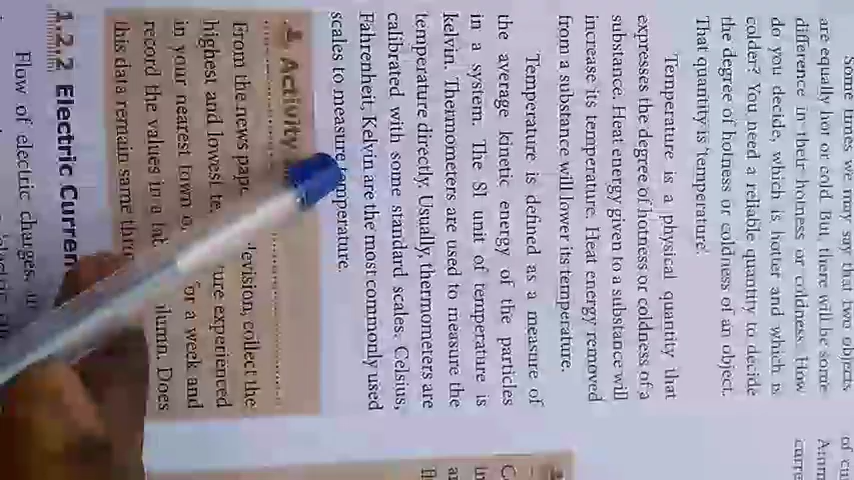 Some times we may say that two objects
are equally hot or cold. But, there will be some
difference in their hotness or coldness. How
do you decide, which is hotter and which is
colder? You need a reliable quantity to decide
the degree of hotness or coldness of an object.
That quantity is 'temperature'.
Temperature is a physical quantity that
expresses the degree of hotness or coldness of a
substance. Heat energy given to a substance will
increase its temperature. Heat energy removed
from a substance will lower its temperature.
Temperature is defined as a measure of
the average kinetic energy of the particles
in a system. The SI unit of temperature is
kelvin. Thermometers are used to measure the
temperature directly. Usually, thermometers are
calibrated with some standard scales. Celsius,
Fahrenheit, Kelvin are the most commonly used
scales to measure temperature.
Activity
From the news collect the
highest and lowest experienced
in your nearest town or a week and
record the values in a Does
this data remain same
1.2.2 Electric
Flow of electric charges,